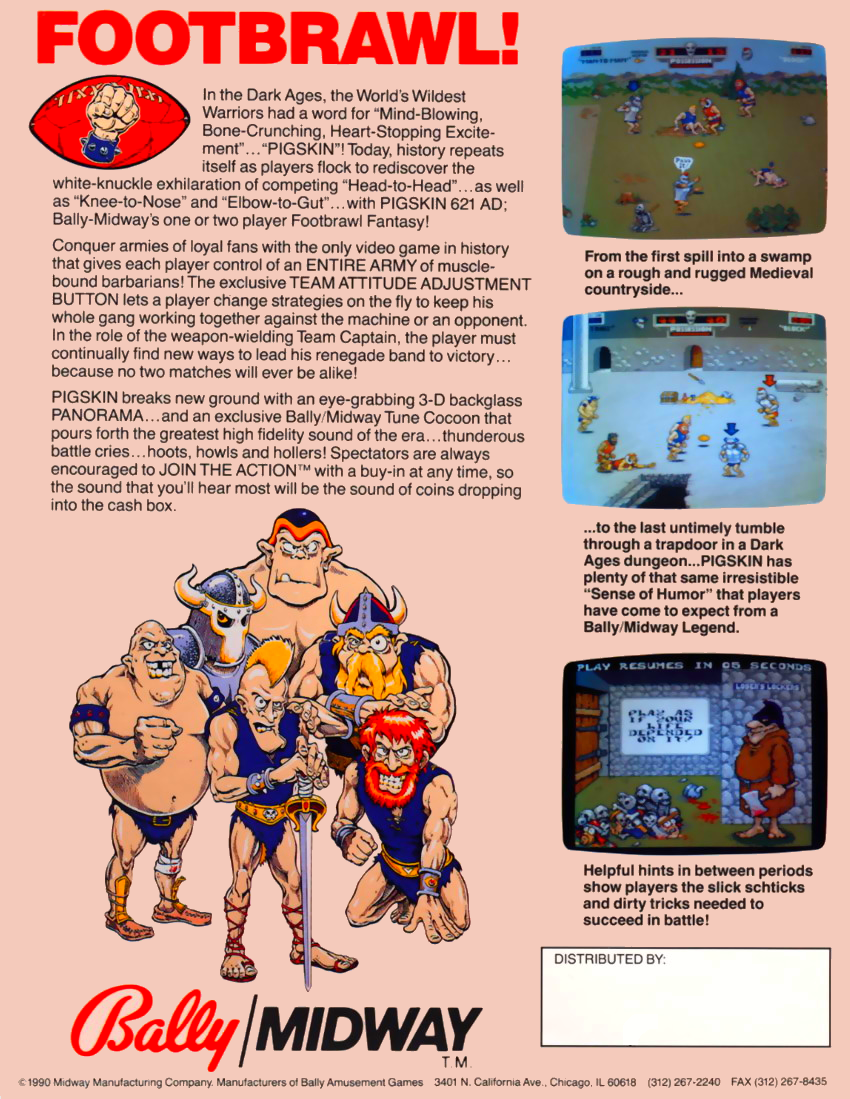 FOOTBRAWL!
In the Dark Ages, the World's Wildest
Warriors had a word for "Mind-Blowing,
Bone-Crunching, Heart-Stopping Excite-
ment"..."PIGSKIN"! Today, history repeats
itself as players flock to rediscover the
white-knuckle exhilaration of competing "Head-to-Head"...as well
as "Knee-to-Nose" and "Elbow-to-Gut"...with PIGSKIN 621 AD;
Bally-Midway's one or two player Footbrawl Fantasy!
Conquer armies of loyal fans with the only video game in history
that gives each player control of an ENTIRE ARMY of muscle-
bound barbarians! The exclusive TEAM ATTITUDE ADJUSTMENT
BUTTON lets a player change strategies on the fly to keep his
whole gang working together against the machine or an opponent.
In the role of the weapon-wielding Team Captain, the player must
continually find new ways to lead his renegade band to victory...
because no two matches will ever be alike!
PIGSKIN breaks new ground with an eye-grabbing 3-D backglass
PANORAMA...and an exclusive Bally/Midway Tune Cocoon that
pours forth the greatest high fidelity sound of the era...thunderous
battle cries...hoots, howls and hollers! Spectators are always
encouraged to JOIN THE ACTION™ with a buy-in at any time, so
the sound that you'll hear most will be the sound of coins dropping
into the cash box.
POSSESSION
From the first spill into a swamp
on a rough and rugged Medieval
countryside...
POSSESSION
...to the last untimely tumble
through a trapdoor in a Dark
Ages dungeon...PIGSKIN has
plenty of that same irresistible
"Sense of Humor" that players
have come to expect from a
Bally/Midway Legend.
PLAY RESUMES IN 05 SECONDS
LOSER'S LOCKERS
PLAY AS
IF YOUR
LIFE
DEPENDED
ON IT!
Helpful hints in between periods
show players the slick schticks
and dirty tricks needed to
succeed in battle!
DISTRIBUTED BY:
Bally/MIDWAY
T.M.
©1990 Midway Manufacturing Company. Manufacturers of Bally Amusement Games 3401 N. California Ave., Chicago, IL 60618 (312) 267-2240 FAX (312) 267-8435